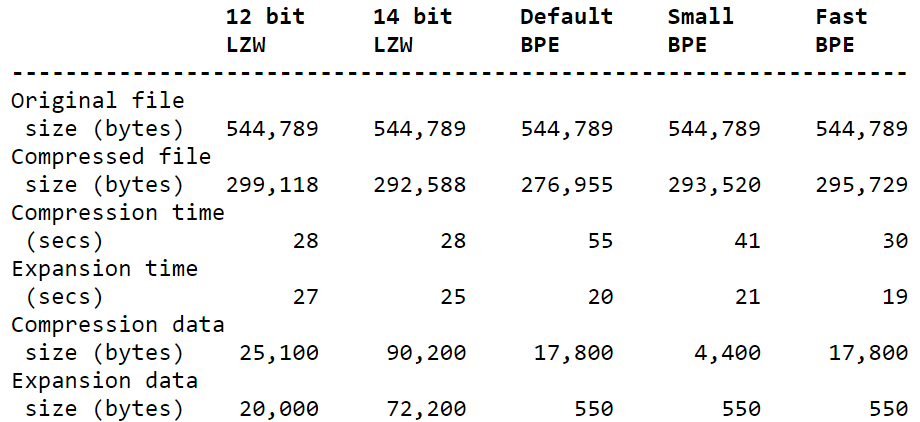 12 bit     14 bit     Default    Small      Fast
                LZW        LZW        BPE        BPE        BPE
-------------------------------------------------------------------
Original file
 size (bytes)   544,789    544,789    544,789    544,789    544,789
Compressed file
 size (bytes)   299,118    292,588    276,955    293,520    295,729
Compression time
 (secs)              28         28         55         41         30
Expansion time
 (secs)              27         25         20         21         19
Compression data
 size (bytes)    25,100     90,200     17,800      4,400     17,800
Expansion data
 size (bytes)    20,000     72,200        550        550        550